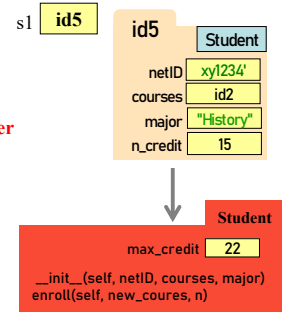 s1 id5
id5
Student
netID xy1234'
courses id2
er
major "History"
n_credit 15
Student
max_credit 22
__init__(self, netID, courses, major)
enroll(self, new_coures, n)